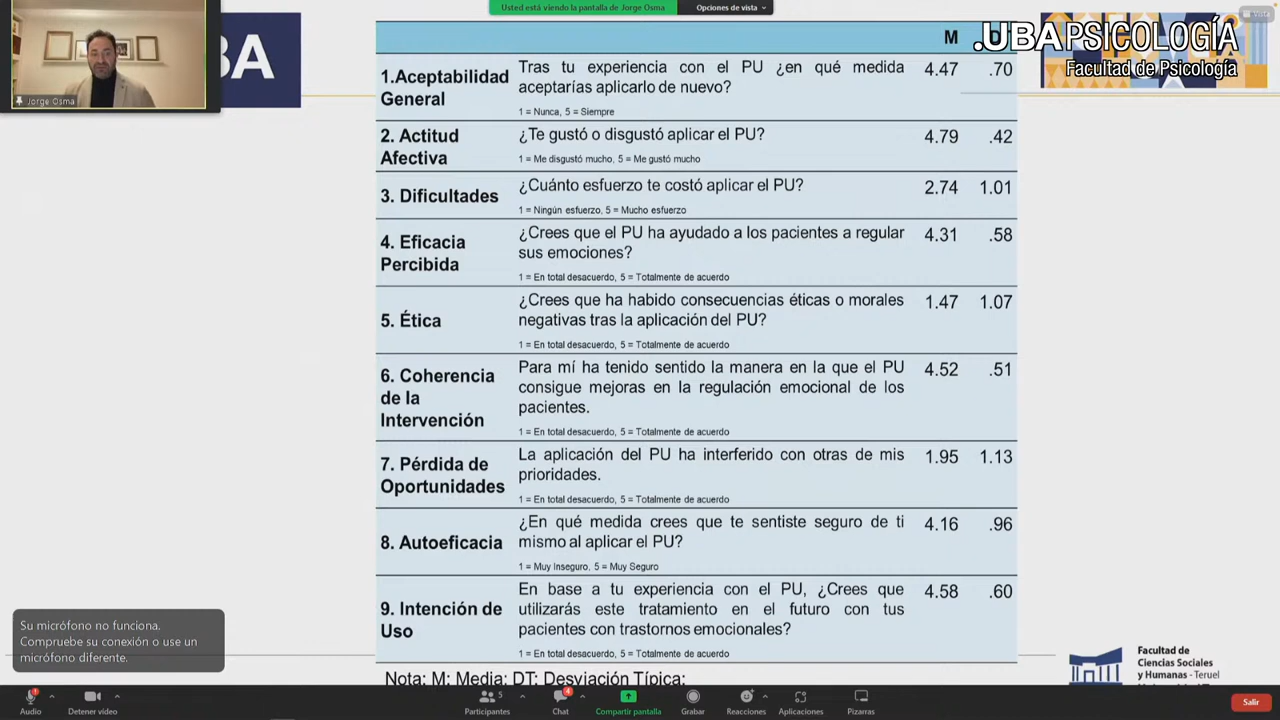 Usted está viendo la pantalla de Jorge Osma
Opciones de vista
Vista
Jorge Osma
BA
.UBAPSICOLOGÍA
Facultad de Psicología
M
1.Aceptabilidad General
Tras tu experiencia con el PU ¿en qué medida
aceptarías aplicarlo de nuevo?
1 = Nunca, 5 = Siempre
4.47 .70
2. Actitud Afectiva
¿Te gustó o disgustó aplicar el PU?
1 = Me disgustó mucho, 5 = Me gustó mucho
4.79 .42
3. Dificultades
¿Cuánto esfuerzo te costó aplicar el PU?
1 = Ningún esfuerzo, 5 = Mucho esfuerzo
2.74 1.01
4. Eficacia Percibida
¿Crees que el PU ha ayudado a los pacientes a regular
sus emociones?
1 = En total desacuerdo, 5 = Totalmente de acuerdo
4.31 .58
5. Ética
¿Crees que ha habido consecuencias éticas o morales
negativas tras la aplicación del PU?
1 = En total desacuerdo, 5 = Totalmente de acuerdo
1.47 1.07
6. Coherencia de la Intervención
Para mí ha tenido sentido la manera en la que el PU
consigue mejoras en la regulación emocional de los
pacientes.
1 = En total desacuerdo, 5 = Totalmente de acuerdo
4.52 .51
7. Pérdida de Oportunidades
La aplicación del PU ha interferido con otras de mis
prioridades.
1 = En total desacuerdo, 5 = Totalmente de acuerdo
1.95 1.13
8. Autoeficacia
¿En qué medida crees que te sentiste seguro de ti
mismo al aplicar el PU?
1 = Muy Inseguro, 5 = Muy Seguro
4.16 .96
9. Intención de Uso
En base a tu experiencia con el PU, ¿Crees que
utilizarás este tratamiento en el futuro con tus
pacientes con trastornos emocionales?
1 = En total desacuerdo, 5 = Totalmente de acuerdo
4.58 .60
Nota: M: Media: DT: Desviación Típica:
Su micrófono no funciona.
Compruebe su conexión o use un
micrófono diferente.
Facultad de
Ciencias Sociales
y Humanas - Teruel
Audio
Detener video
Participantes
5
Chat
4
Compartir pantalla
Grabar
Reacciones
Aplicaciones
Pizarras
Salir